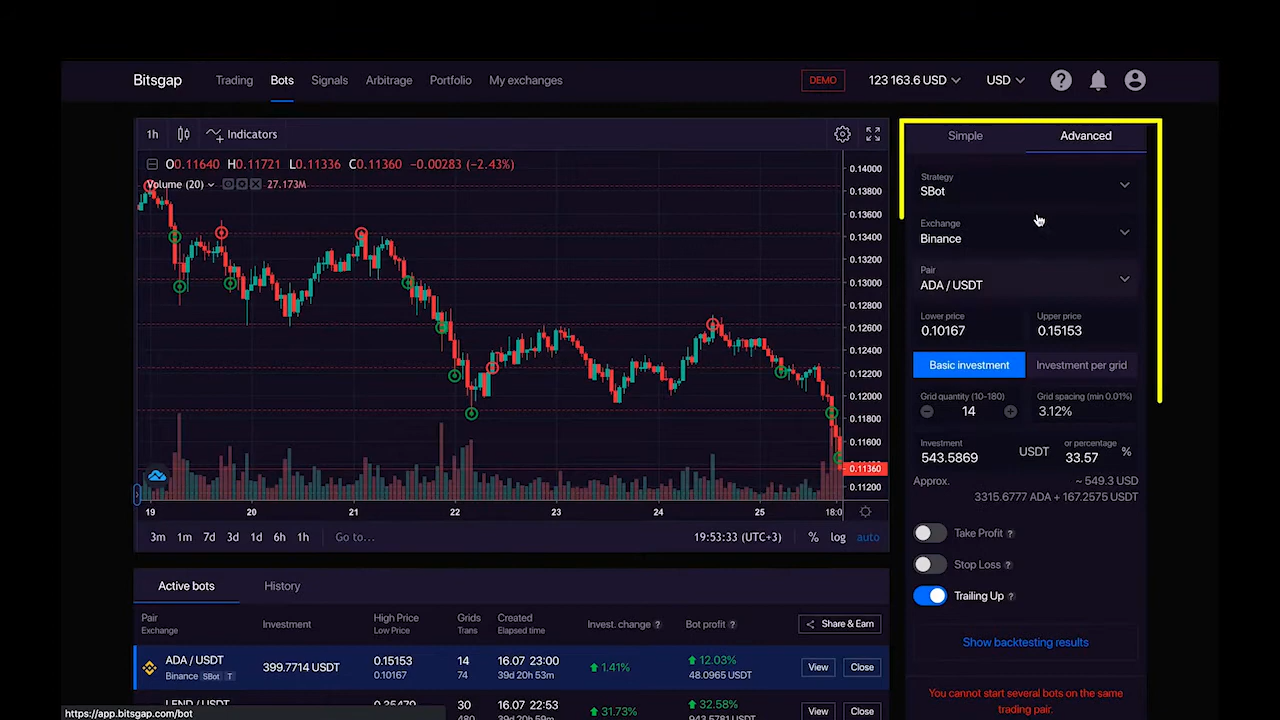 Bitsgap Trading Bots Signals Arbitrage Portfolio My exchanges DEMO 123 163.6 USD USD
1h Indicators
O0.11640 H0.11721 L0.11336 C0.11360 −0.00283 (−2.43%)
Volume (20) 27.173M
0.14000
0.13800
0.13600
0.13400
0.13200
0.13000
0.12800
0.12600
0.12400
0.12200
0.12000
0.11800
0.11600
0.11360
0.11200
19 20 21 22 23 24 25 18:0
3m 1m 7d 3d 1d 6h 1h Go to... 19:53:33 (UTC+3) % log auto
Simple Advanced
Strategy
SBot
Exchange
Binance
Pair
ADA / USDT
Lower price Upper price
0.10167 0.15153
Basic investment Investment per grid
Grid quantity (10-180) Grid spacing (min 0.01%)
14 3.12%
Investment or percentage
543.5869 USDT 33.57 %
Approx. ~ 549.3 USD
3315.6777 ADA + 167.2575 USDT
Take Profit ?
Stop Loss ?
Trailing Up ?
Show backtesting results
You cannot start several bots on the same
trading pair.
Active bots History
Pair Investment High Price Grids Created Invest. change ? Bot profit ? Share & Earn
Exchange Low Price Trans Elapsed time
ADA / USDT 399.7714 USDT 0.15153 14 16.07 23:00 1.41% 12.03% View Close
Binance SBot T 0.10167 74 39d 20h 53m 48.0965 USDT
LEND / USDT 0.35470 30 16.07 22:53 31.73% 32.58% View Close
480 39d 20h 59m 943.5781 USDT
https://app.bitsgap.com/bot